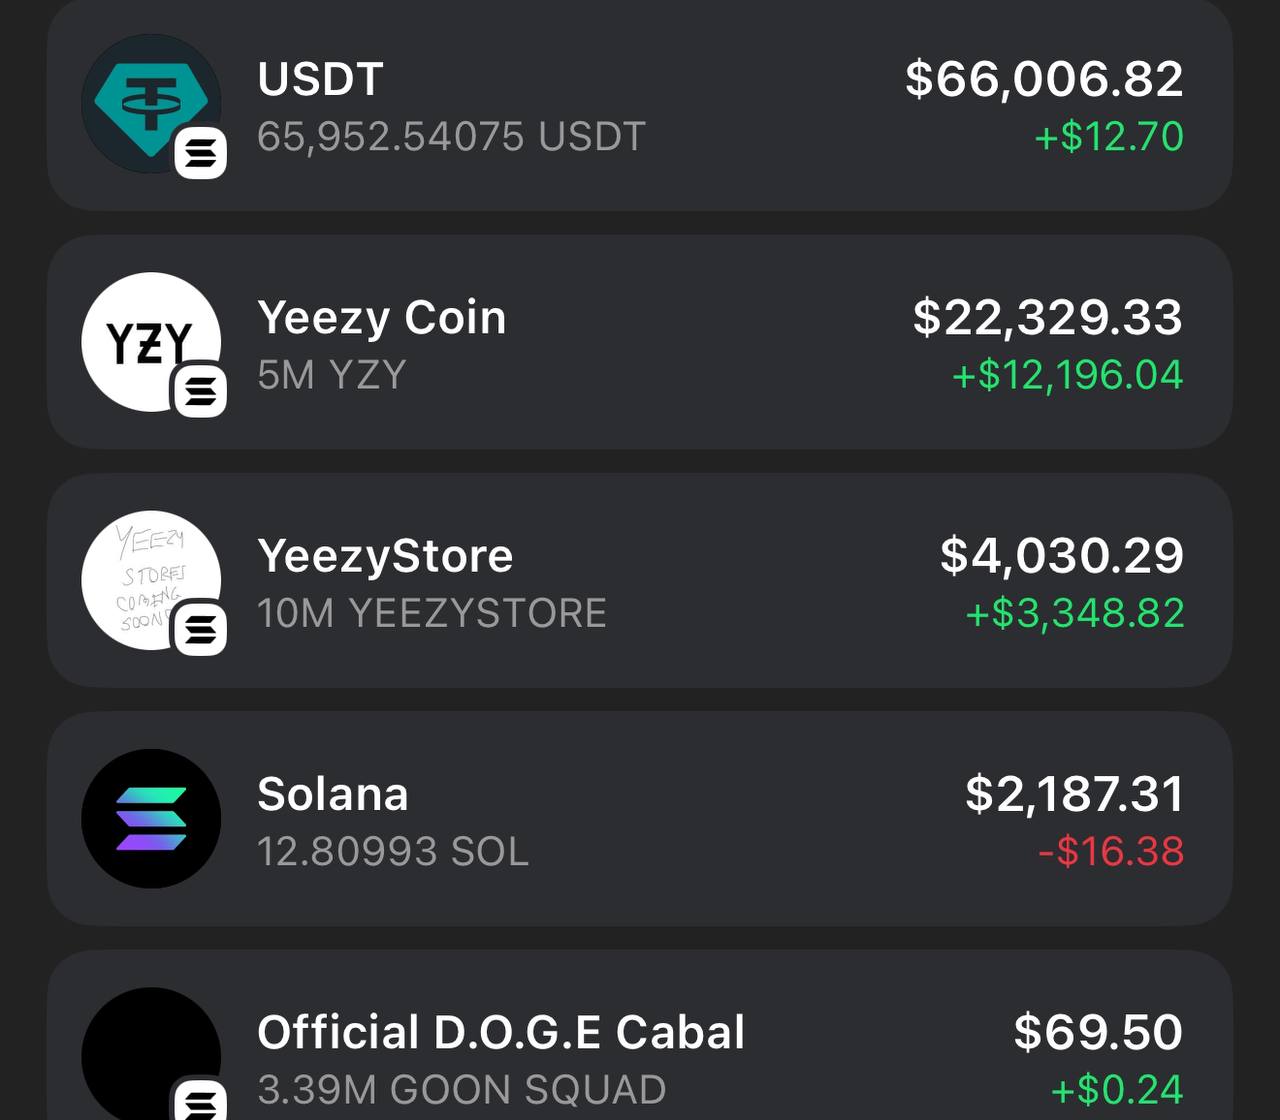 USDT
$66,006.82
65,952.54075 USDT
+$12.70
YZY
Yeezy Coin
$22,329.33
5M YZY
+$12,196.04
YEEZY
STORES
COMING
SOON
YeezyStore
$4,030.29
10M YEEZYSTORE
+$3,348.82
Solana
$2,187.31
12.80993 SOL
-$16.38
Official D.O.G.E Cabal
$69.50
3.39M GOON SQUAD
+$0.24